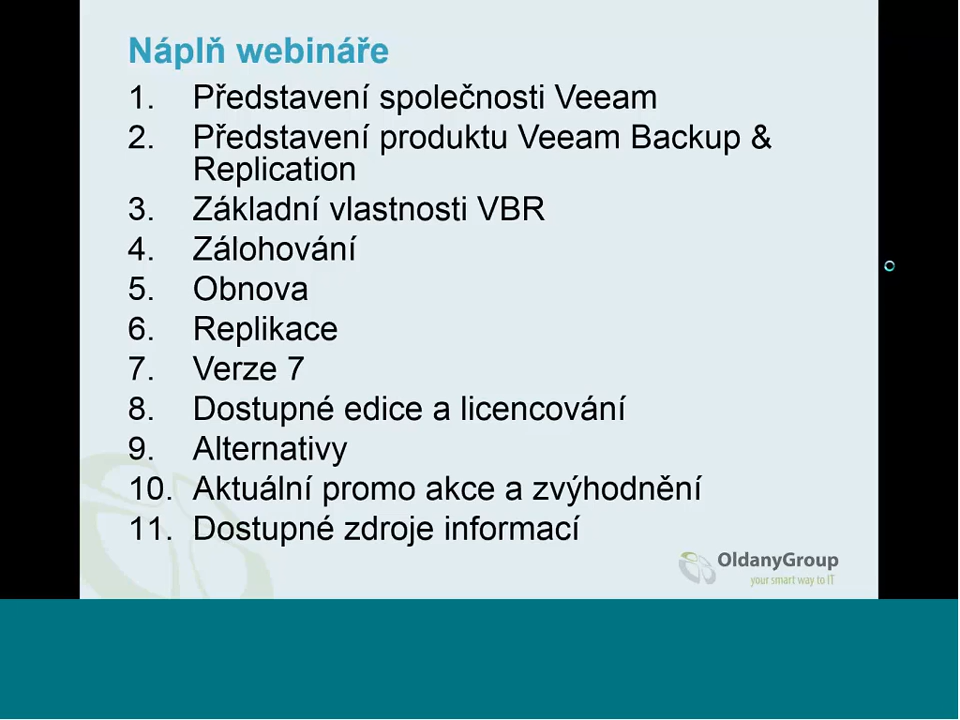 Náplň webináře
1. Představení společnosti Veeam
2. Představení produktu Veeam Backup &
Replication
3. Základní vlastnosti VBR
4. Zálohování
5. Obnova
6. Replikace
7. Verze 7
8. Dostupné edice a licencování
9. Alternativy
10. Aktuální promo akce a zvýhodnění
11. Dostupné zdroje informací
OldanyGroup
your smart way to IT